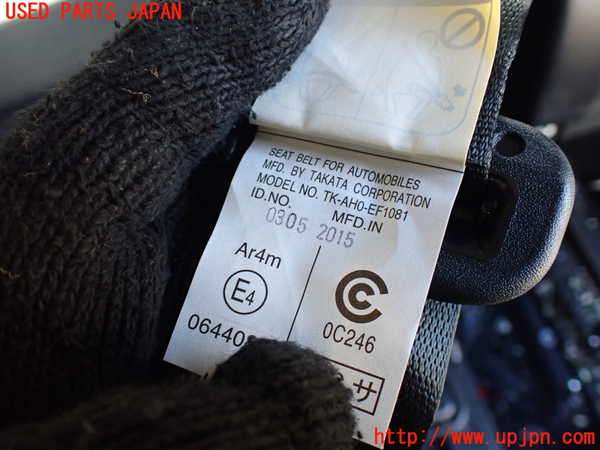 USED PARTS JAPAN
SEAT BELT FOR AUTOMOBILES
MFD. BY TAKATA CORPORATION
MODEL NO. TK-AH0-EF1081
ID.NO. MFD.IN
0305 2015
Ar4m
E4
0C246
サ
http://www.upjpn.com/